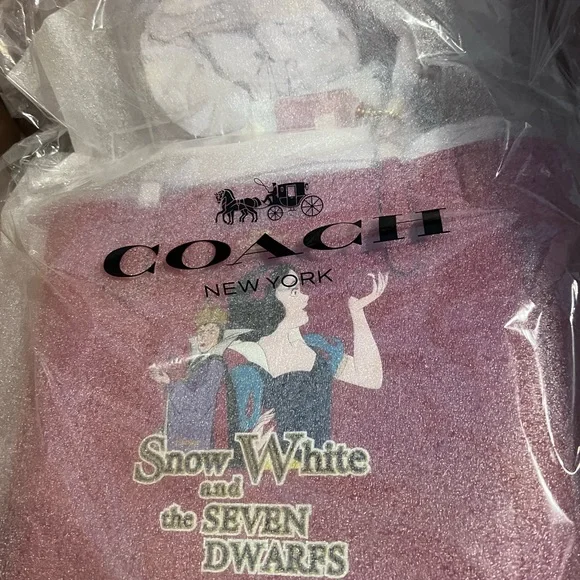 COACH
NEW YORK
Snow White
and
the SEVEN
DWARFS